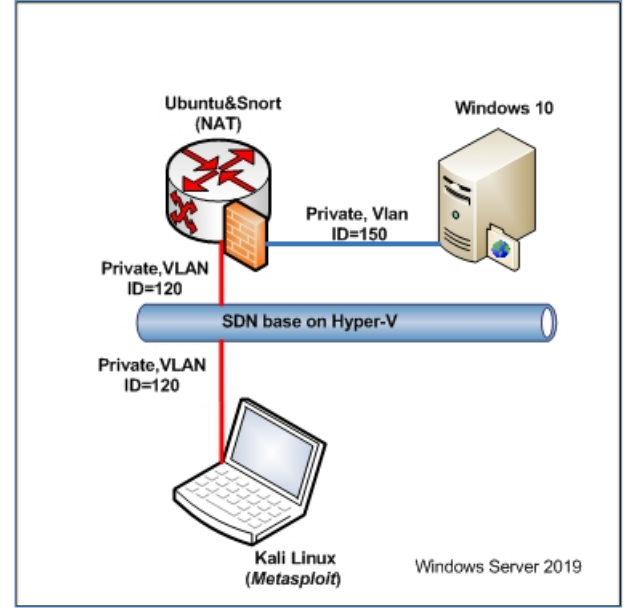 Ubuntu&Snort
(NAT)
Windows 10
Private, Vlan
ID=150
Private,VLAN
ID=120
SDN base on Hyper-V
Private,VLAN
ID=120
Kali Linux
(Metasploit)
Windows Server 2019